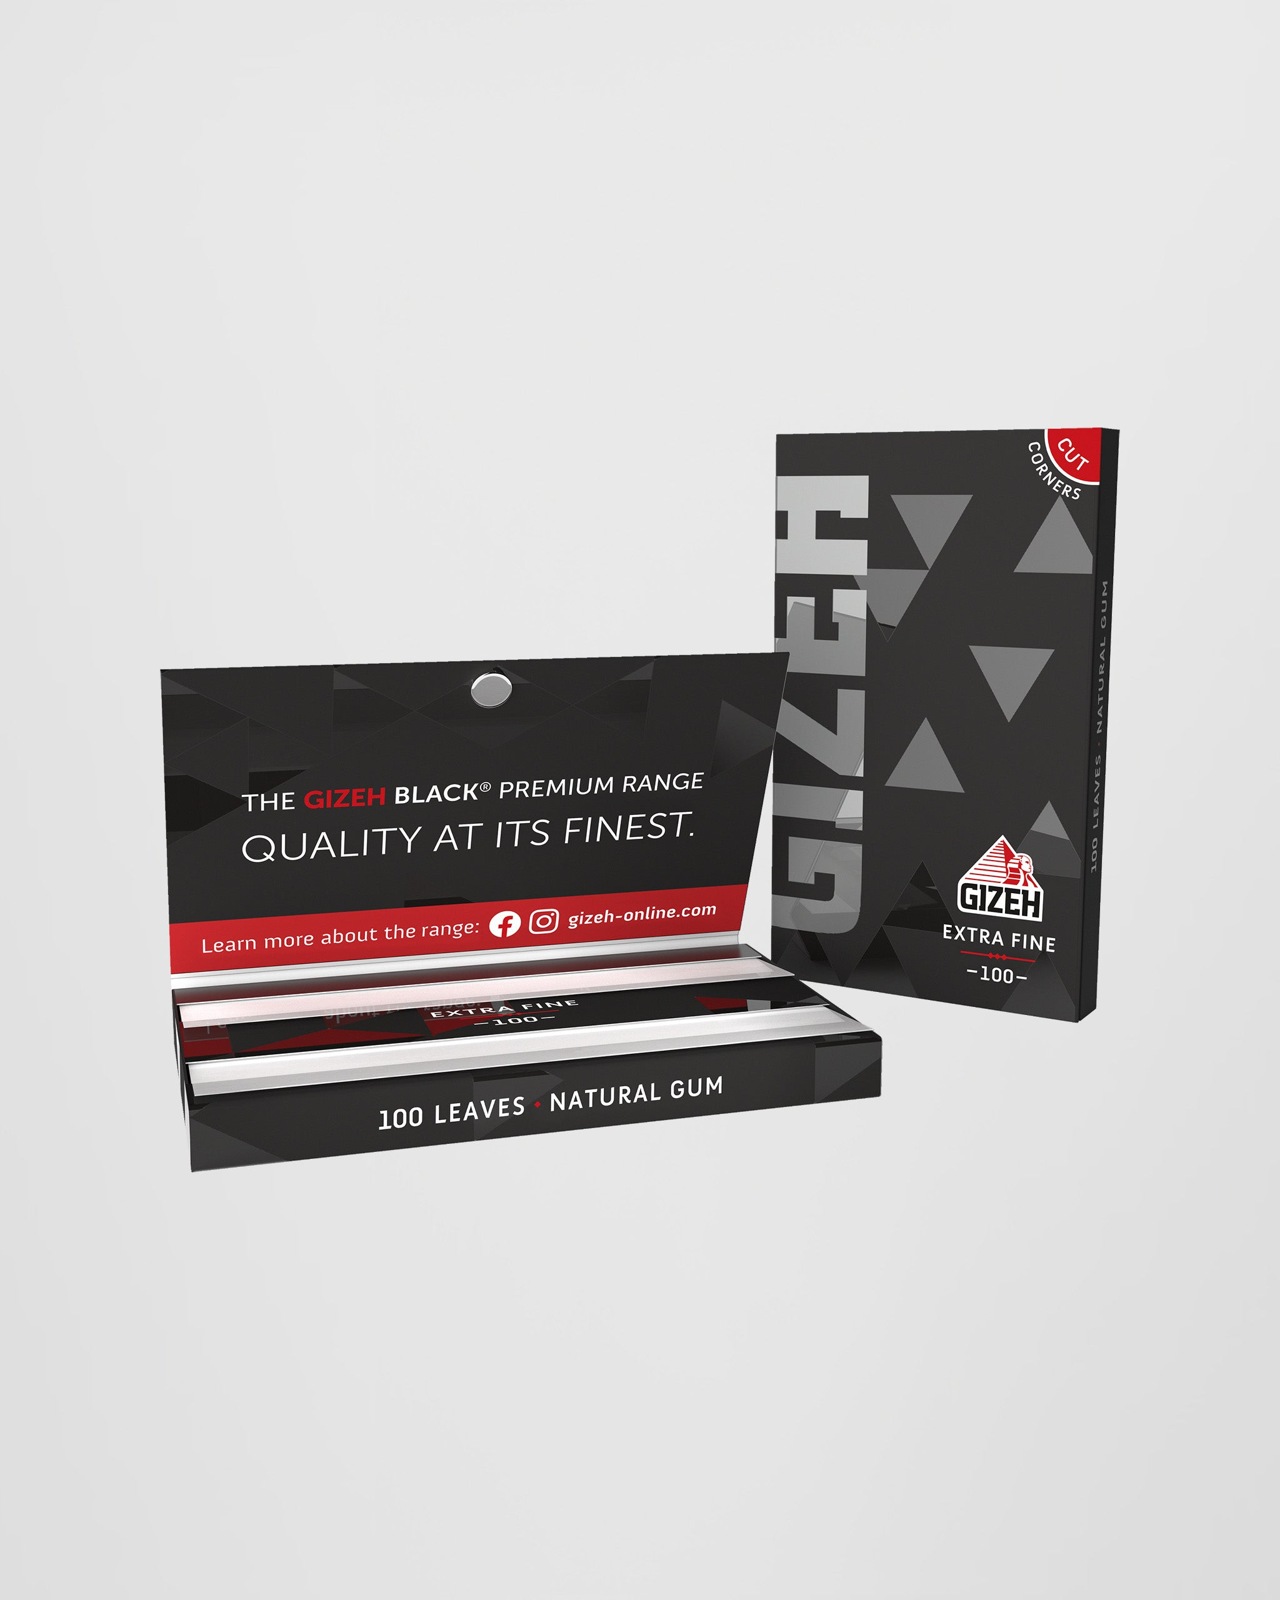 THE GIZEH BLACK® PREMIUM RANGE
QUALITY AT ITS FINEST.
Learn more about the range: gizeh-online.com
EXTRA FINE
–100–
100 LEAVES · NATURAL GUM
GIZEH
CUT
CORNERS
GIZEH
EXTRA FINE
–100–
100 LEAVES · NATURAL GUM